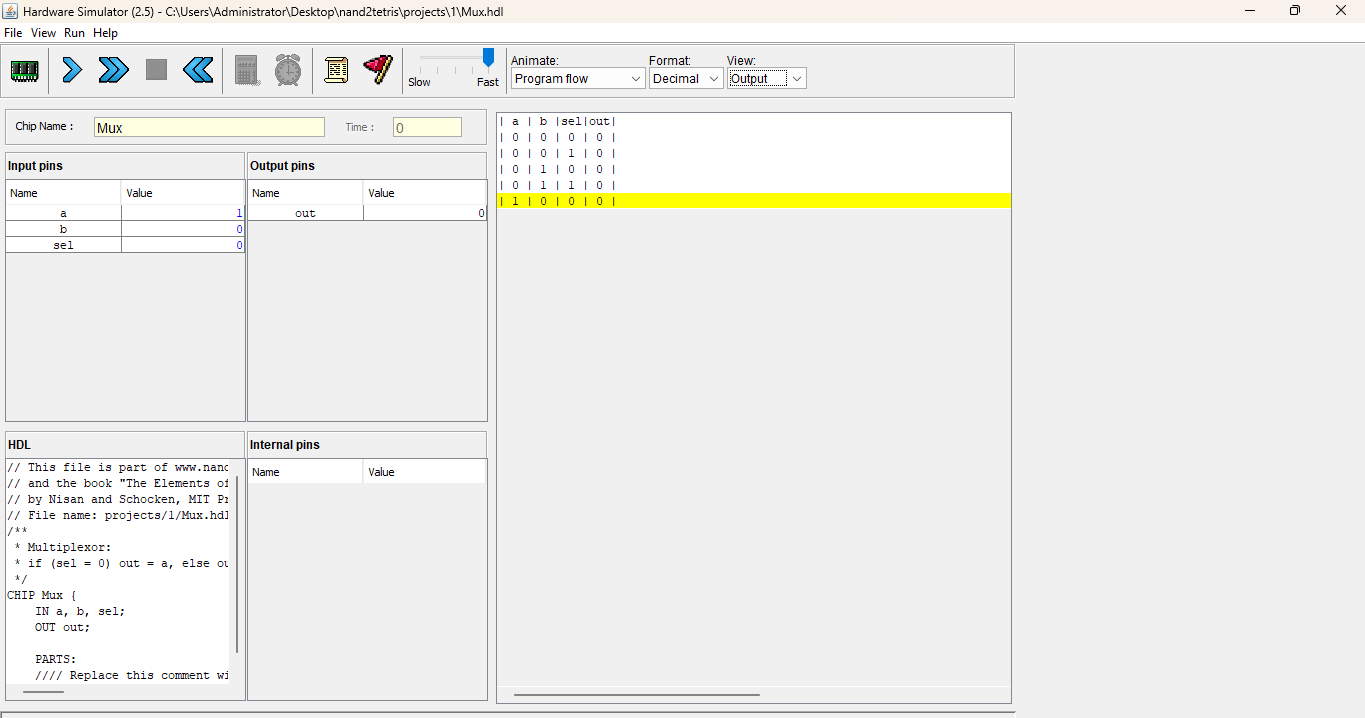 Hardware Simulator (2.5) - C:\Users\Administrator\Desktop\nand2tetris\projects\1\Mux.hdl
File View Run Help
Slow Fast
Animate: Format: View:
Program flow Decimal Output
Chip Name : Mux Time : 0
Input pins
Name Value
a 1
b 0
sel 0
Output pins
Name Value
out 0
HDL
// This file is part of www.nand
// and the book "The Elements of
// by Nisan and Schocken, MIT Pr
// File name: projects/1/Mux.hdl
/**
* Multiplexor:
* if (sel = 0) out = a, else ou
*/
CHIP Mux {
IN a, b, sel;
OUT out;
PARTS:
//// Replace this comment wi
Internal pins
Name Value
| a | b |sel|out|
| 0 | 0 | 0 | 0 |
| 0 | 0 | 1 | 0 |
| 0 | 1 | 0 | 0 |
| 0 | 1 | 1 | 0 |
| 1 | 0 | 0 | 0 |